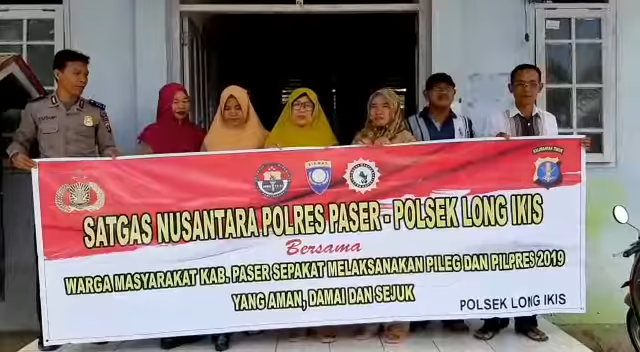 SATGAS NUSANTARA POLRES PASER - POLSEK LONG IKIS
Bersama
WARGA MASYARAKAT KAB. PASER SEPAKAT MELAKSANAKAN PILEG DAN PILPRES 2019
YANG AMAN, DAMAI DAN SEJUK
POLSEK LONG IKIS